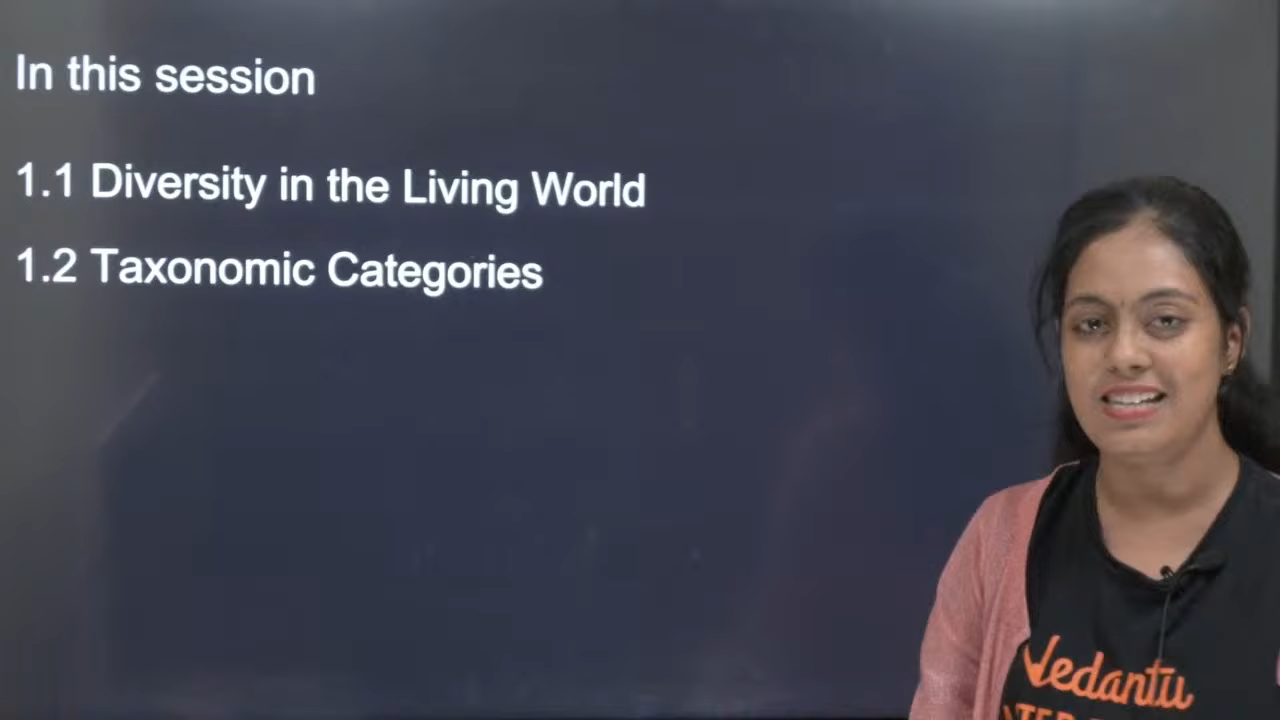 In this session
1.1 Diversity in the Living World
1.2 Taxonomic Categories
Vedantu